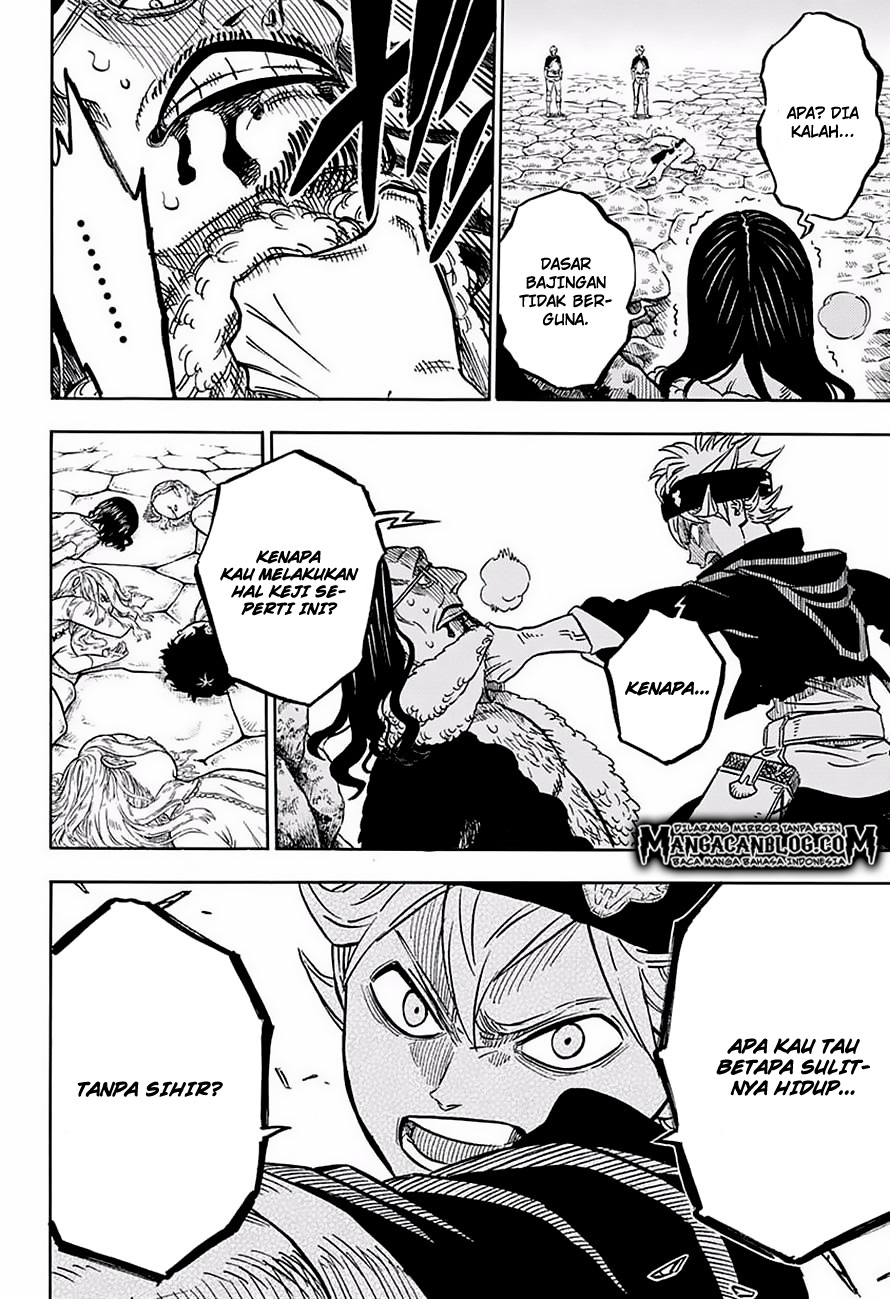 APA? DIA
KALAH...
DASAR
BAJINGAN
TIDAK BER-
GUNA.
......
KENAPA...
KENAPA
KAU MELAKUKAN
HAL KEJI SE-
PERTI INI?
DILARANG MIRROR TANPA IJIN
MANGACANBLOG.COM
BACA MANGA BAHASA INDONESIA
APA KAU TAU
BETAPA SULIT-
NYA HIDUP...
TANPA SIHIR?